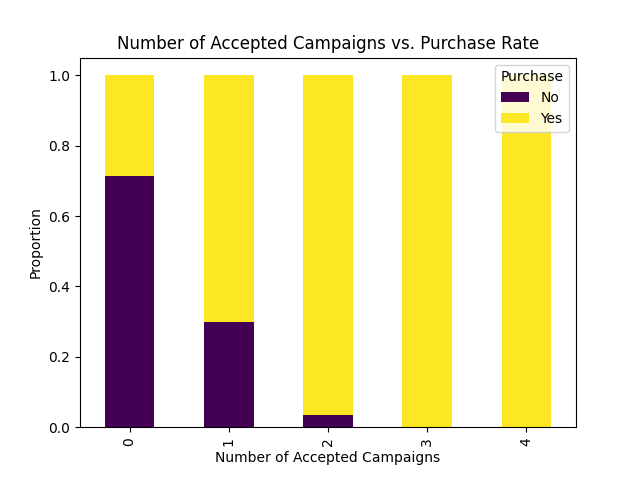 Number of Accepted Campaigns vs. Purchase Rate
Purchase
No
Yes
Proportion
1.0
0.8
0.6
0.4
0.2
0.0
0
1
2
3
4
Number of Accepted Campaigns